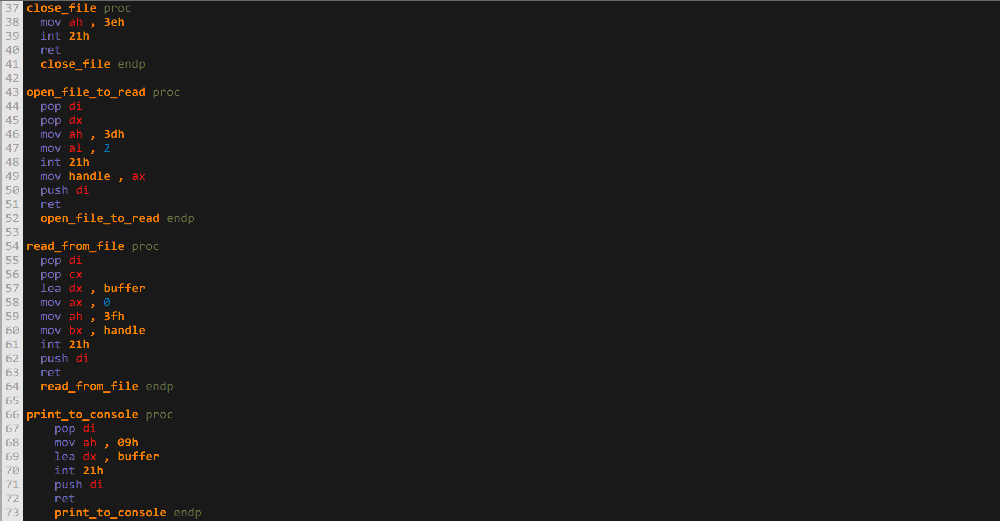 37 close_file proc
38 mov ah , 3eh
39 int 21h
40 ret
41 close_file endp
42
43 open_file_to_read proc
44 pop di
45 pop dx
46 mov ah , 3dh
47 mov al , 2
48 int 21h
49 mov handle , ax
50 push di
51 ret
52 open_file_to_read endp
53
54 read_from_file proc
55 pop di
56 pop cx
57 lea dx , buffer
58 mov ax , 0
59 mov ah , 3fh
60 mov bx , handle
61 int 21h
62 push di
63 ret
64 read_from_file endp
65
66 print_to_console proc
67 pop di
68 mov ah , 09h
69 lea dx , buffer
70 int 21h
71 push di
72 ret
73 print_to_console endp